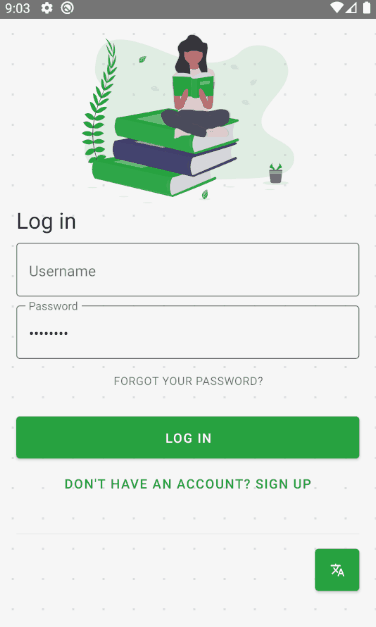 9:03
Log in
Username
Password
••••••••
FORGOT YOUR PASSWORD?
LOG IN
DON'T HAVE AN ACCOUNT? SIGN UP